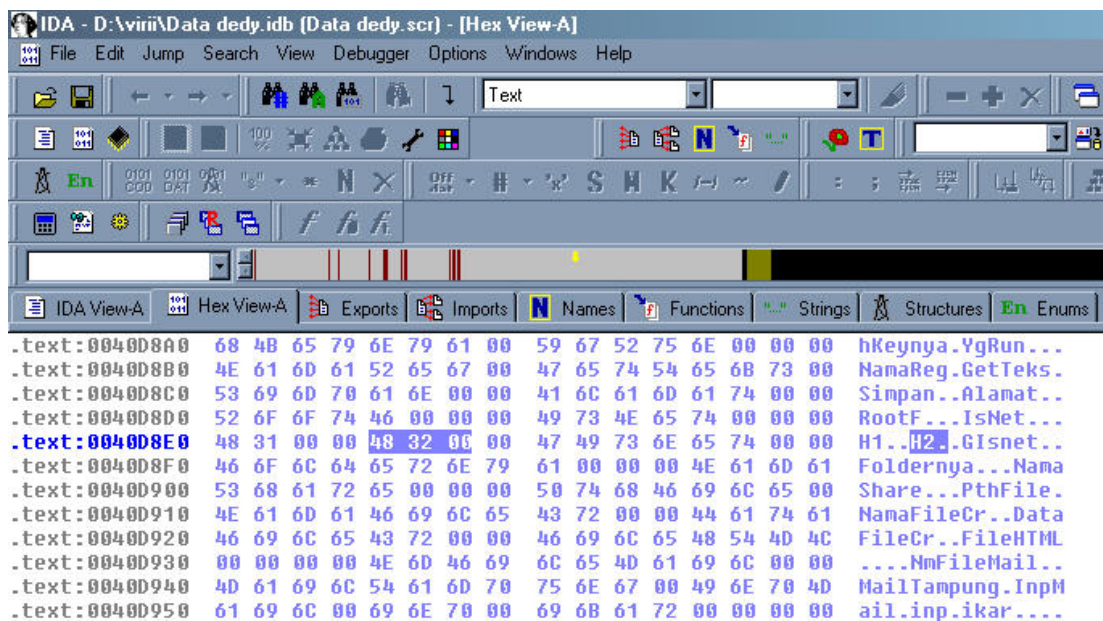 IDA - D:\virii\Data dedy.idb (Data dedy.scr) - [Hex View-A]
File Edit Jump Search View Debugger Options Windows Help
Text
En
IDA View-A Hex View-A Exports Imports N Names Functions Strings Structures En Enums
.text:0040D8A0 68 4B 65 79 6E 79 61 00 59 67 52 75 6E 00 00 00 hKeynya.YgRun...
.text:0040D8B0 4E 61 6D 61 52 65 67 00 47 65 74 54 65 6B 73 00 NamaReg.GetTeks.
.text:0040D8C0 53 69 6D 70 61 6E 00 00 41 6C 61 6D 61 74 00 00 Simpan..Alamat..
.text:0040D8D0 52 6F 6F 74 46 00 00 00 49 73 4E 65 74 00 00 00 RootF...IsNet...
.text:0040D8E0 48 31 00 00 48 32 00 00 47 49 73 6E 65 74 00 00 H1..H2..GIsnet..
.text:0040D8F0 46 6F 6C 64 65 72 6E 79 61 00 00 00 4E 61 6D 61 Foldernya...Nama
.text:0040D900 53 68 61 72 65 00 00 00 50 74 68 46 69 6C 65 00 Share...PthFile.
.text:0040D910 4E 61 6D 61 46 69 6C 65 43 72 00 00 44 61 74 61 NamaFileCr..Data
.text:0040D920 46 69 6C 65 43 72 00 00 46 69 6C 65 48 54 4D 4C FileCr..FileHTML
.text:0040D930 00 00 00 00 4E 6D 46 69 6C 65 4D 61 69 6C 00 00 ....NmFileMail..
.text:0040D940 4D 61 69 6C 54 61 6D 70 75 6E 67 00 49 6E 70 4D MailTampung.InpM
.text:0040D950 61 69 6C 00 69 6E 70 00 69 6B 61 72 00 00 00 00 ail.inp.ikar....